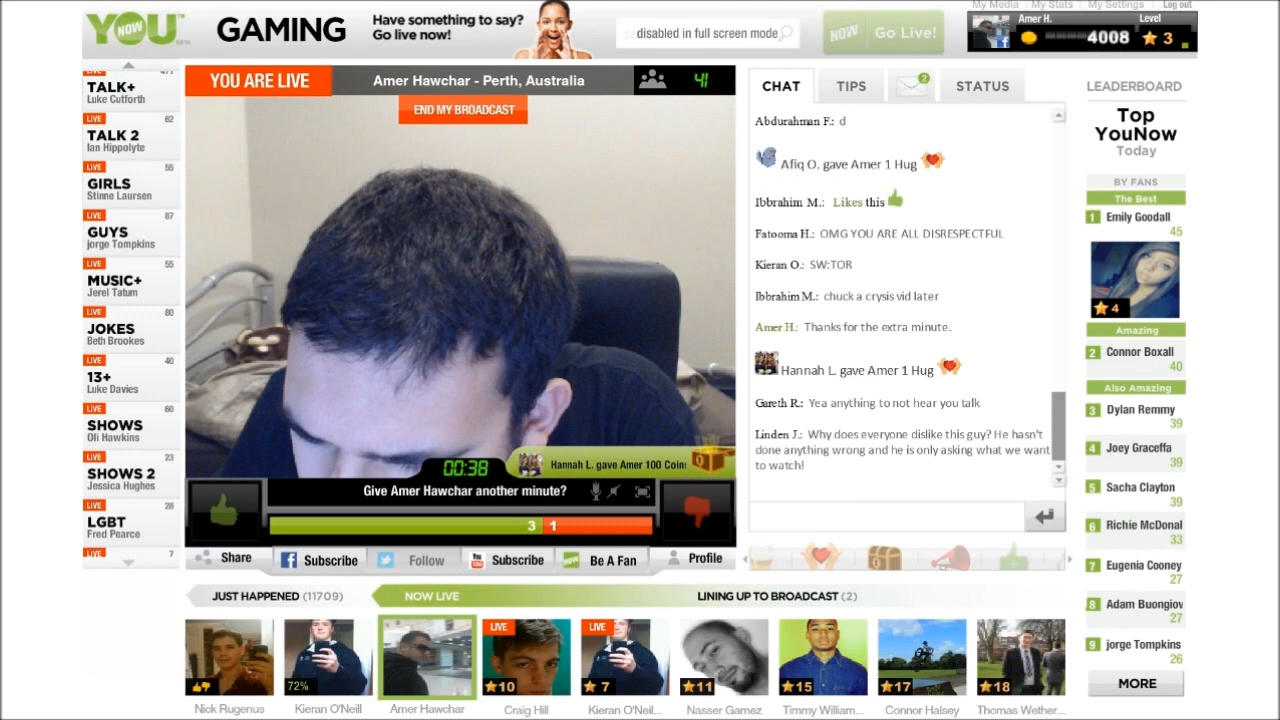 YOU NOW BETA
GAMING
Have something to say?
Go live now!
disabled in full screen mode
NOW Go Live!
My Media | My Stats | My Settings Log out
Amer H.
Level
4008
3
LIVE 477
TALK+
Luke Cutforth
LIVE 62
TALK 2
Ian Hippolyte
LIVE 55
GIRLS
Stinne Laursen
LIVE 87
GUYS
jorge Tompkins
LIVE 55
MUSIC+
Jerel Tatum
LIVE 80
JOKES
Beth Brookes
LIVE 40
13+
Luke Davies
LIVE 60
SHOWS
Oli Hawkins
LIVE 23
SHOWS 2
Jessica Hughes
LIVE 28
LGBT
Fred Pearce
LIVE 7
YOU ARE LIVE
Amer Hawchar - Perth, Australia
41
END MY BROADCAST
00:38
Hannah L. gave Amer 100 Coin
Give Amer Hawchar another minute?
3 1
Share
Subscribe
Follow
Subscribe
Be A Fan
Profile
CHAT
TIPS
2
STATUS
Abdurahman F.: d
Afiq O. gave Amer 1 Hug
Ibbrahim M.: Likes this
Fatooma H.: OMG YOU ARE ALL DISRESPECTFUL
Kieran O.: SW:TOR
Ibbrahim M.: chuck a crysis vid later
Amer H.: Thanks for the extra minute.
Hannah L. gave Amer 1 Hug
Gareth R.: Yea anything to not hear you talk
Linden J.: Why does everyone dislike this guy? He hasn't
done anything wrong and he is only asking what we want
to watch!
LEADERBOARD
Top
YouNow
Today
BY FANS
The Best
1 Emily Goodall
45
4
Amazing
2 Connor Boxall
40
Also Amazing
3 Dylan Remmy
39
4 Joey Graceffa
39
5 Sacha Clayton
39
6 Richie McDonal
33
7 Eugenia Cooney
27
8 Adam Buongiov
27
9 jorge Tompkins
26
MORE
JUST HAPPENED (11709)
NOW LIVE
LINING UP TO BROADCAST (2)
72%
LIVE
10
LIVE
7
11
15
17
18
Nick Rugenus
Kieran O'Neill
Amer Hawchar
Craig Hill
Kieran O'Neil...
Nasser Gamez
Timmy William...
Connor Halsey
Thomas Wether...